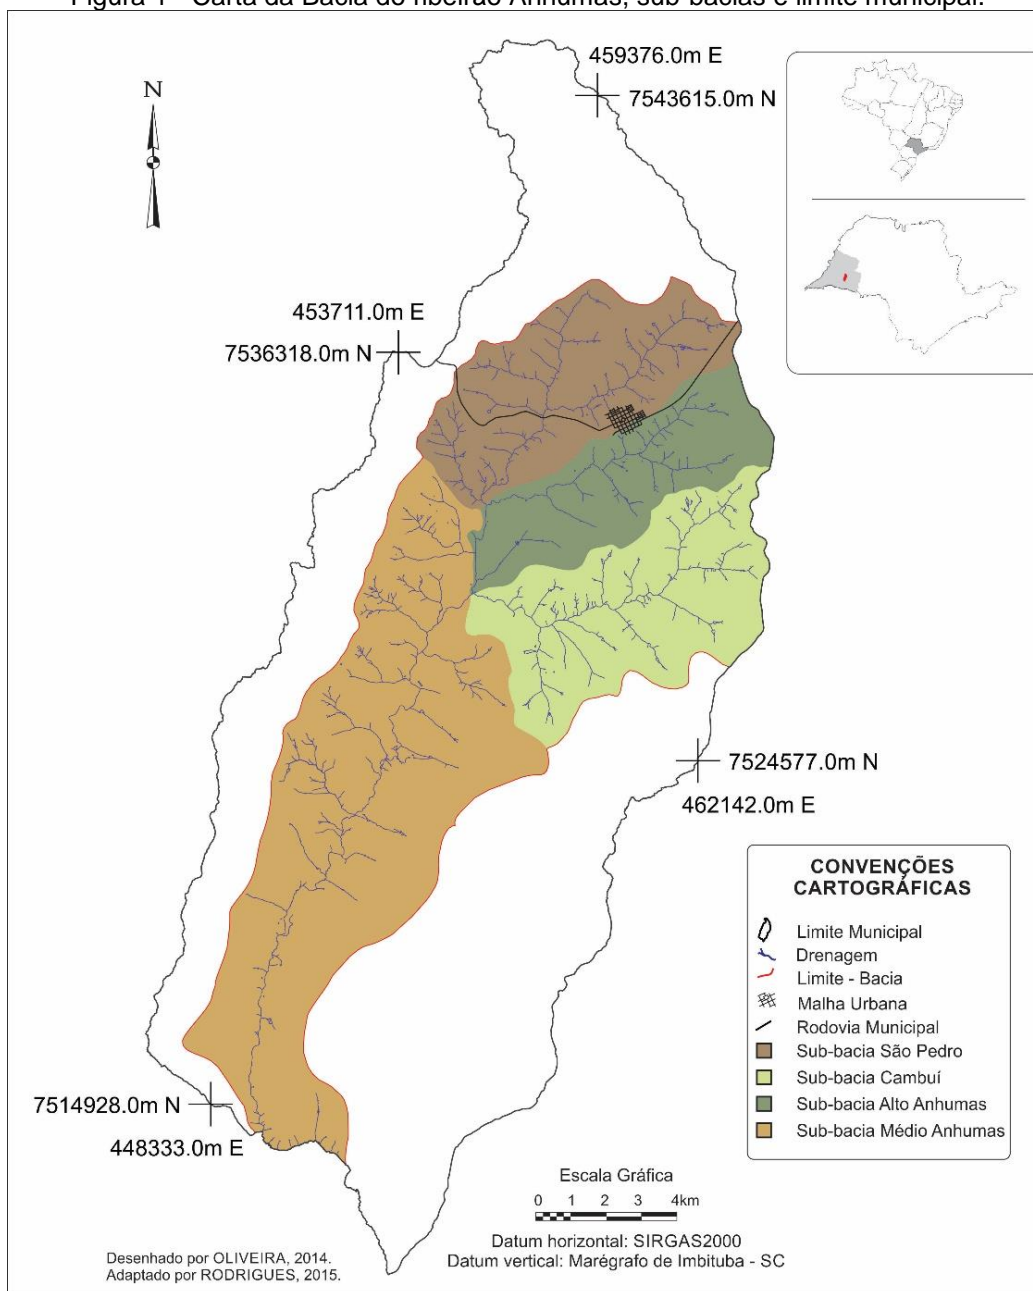 Figura 1 - Carta da Bacia do ribeirão Anhumas, sub-bacias e limite municipal.
459376.0m E
7543615.0m N
N
453711.0m E
7536318.0m N
7524577.0m N
462142.0m E
CONVENÇÕES
CARTOGRÁFICAS
Limite Municipal
Drenagem
Limite - Bacia
Malha Urbana
Rodovia Municipal
Sub-bacia São Pedro
Sub-bacia Cambuí
Sub-bacia Alto Anhumas
Sub-bacia Médio Anhumas
7514928.0m N
448333.0m E
Escala Gráfica
0 1 2 3 4km
Datum horizontal: SIRGAS2000
Datum vertical: Marégrafo de Imbituba - SC
Desenhado por OLIVEIRA, 2014.
Adaptado por RODRIGUES, 2015.